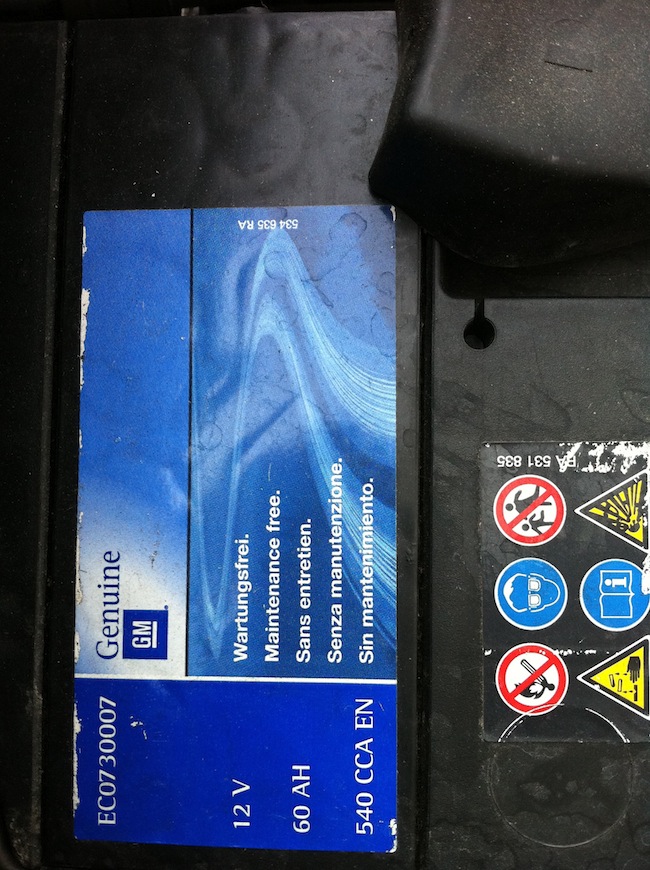 Genuine
GM
EC0730007
12 V
60 AH
540 CCA EN
Wartungsfrei.
Maintenance free.
Sans entretien.
Senza manutenzione.
Sin mantenimiento.
534 635 RA
531 835